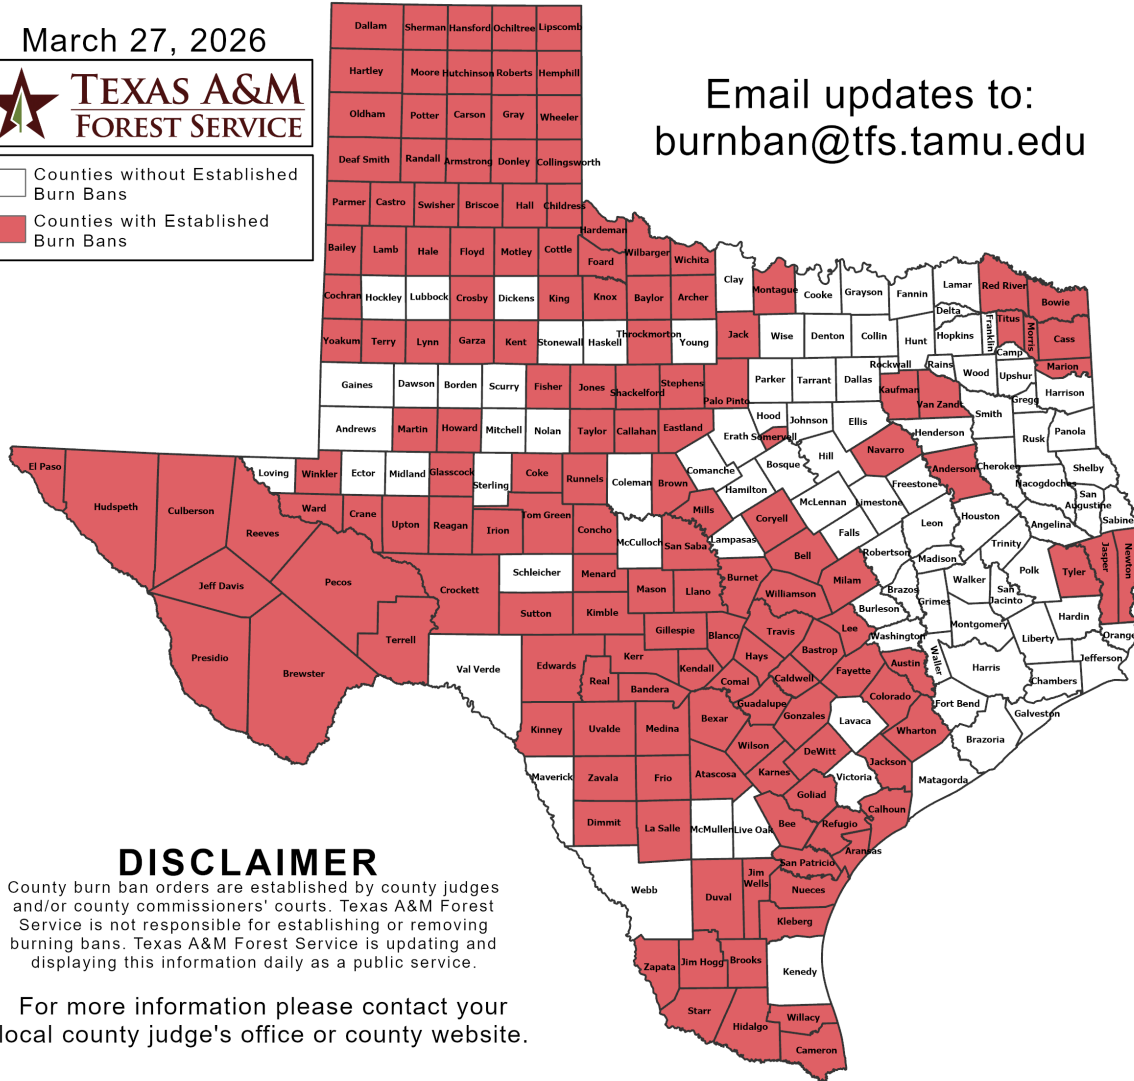 March 27, 2026
TEXAS A&M
FOREST SERVICE
Counties without Established
Burn Bans
Counties with Established
Burn Bans
Email updates to:
burnban@tfs.tamu.edu
Dallam Sherman Hansford Ochiltree Lipscomb
Hartley Moore Hutchinson Roberts Hemphill
Oldham Potter Carson Gray Wheeler
Deaf Smith Randall Armstrong Donley Collingsworth
Parmer Castro Swisher Briscoe Hall Childress
Hardeman
Bailey Lamb Hale Floyd Motley Cottle Foard Wilbarger Wichita
Clay Montague Cooke Grayson Fannin Lamar Red River Bowie
Cochran Hockley Lubbock Crosby Dickens King Knox Baylor Archer
Delta Hopkins Franklin Titus Morris Cass
Yoakum Terry Lynn Garza Kent Stonewall Haskell Throckmorton Young Jack Wise Denton Collin Hunt
Camp Rockwall Rains Wood Upshur Marion
Gaines Dawson Borden Scurry Fisher Jones Shackelford Stephens Palo Pinto Parker Tarrant Dallas Kaufman Van Zandt Gregg Harrison
Andrews Martin Howard Mitchell Nolan Taylor Callahan Eastland Erath Hood Somervell Johnson Ellis Henderson Smith Rusk Panola
El Paso Hudspeth Culberson Loving Winkler Ector Midland Glasscock Sterling Coke Runnels Coleman Brown Comanche Hamilton Bosque Hill Navarro Freestone Anderson Cherokee Nacogdoches Shelby
Reeves Ward Crane Upton Reagan Irion Tom Green Concho McCulloch San Saba Mills Lampasas Coryell McLennan Limestone Falls Leon Houston Angelina San Augustine Sabine
Jeff Davis Pecos Crockett Schleicher Menard Mason Llano Burnet Bell Milam Robertson Madison Trinity Polk Tyler Jasper Newton
Presidio Brewster Terrell Sutton Kimble Gillespie Blanco Williamson Travis Lee Burleson Brazos Grimes Walker San Jacinto Hardin
Val Verde Edwards Real Kerr Bandera Kendall Comal Hays Caldwell Bastrop Fayette Washington Austin Waller Montgomery Harris Liberty Orange Jefferson Chambers
Kinney Uvalde Medina Bexar Guadalupe Gonzales Lavaca Colorado Wharton Fort Bend Brazoria Galveston
Maverick Zavala Frio Atascosa Wilson Karnes DeWitt Victoria Jackson Matagorda
Dimmit La Salle McMullen Live Oak Bee Goliad Refugio Calhoun Aransas
Webb Duval Jim Wells San Patricio Nueces Kleberg
Zapata Jim Hogg Brooks Kenedy
Starr Hidalgo Willacy Cameron
DISCLAIMER
County burn ban orders are established by county judges
and/or county commissioners' courts. Texas A&M Forest
Service is not responsible for establishing or removing
burning bans. Texas A&M Forest Service is updating and
displaying this information daily as a public service.
For more information please contact your
local county judge's office or county website.